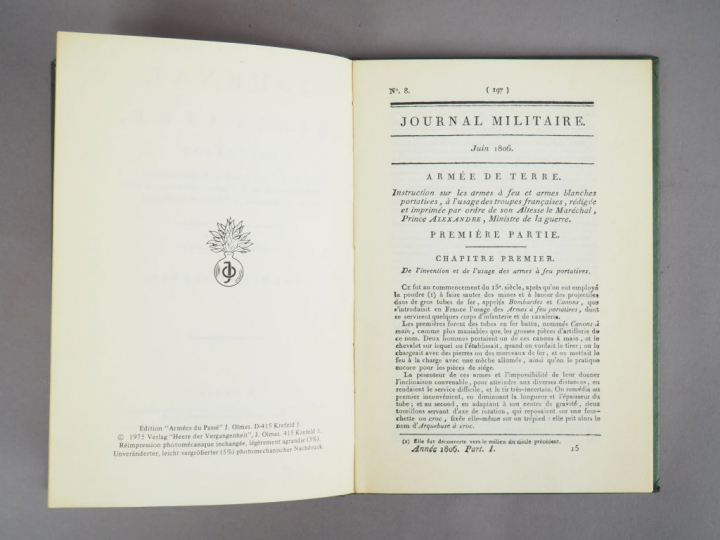 JO
Edition "Armées du Passé" J. Olmes. D-415 Krefeld 1.
© 1975 Verlag "Heere der Vergangenheit". J. Olmes, 415 Krefeld 1.
Réimpression photomécanique inchangée, légèrement agrandie (5%).
Unveränderter, leicht vergrößerter (5%) photomechanischer Nachdruck.
N°. 8. ( 197 )
JOURNAL MILITAIRE.
Juin 1806.
ARMÉE DE TERRE.
Instruction sur les armes à feu et armes blanches
portatives, à l'usage des troupes françaises, rédigée
et imprimée par ordre de son Altesse le Maréchal,
Prince ALEXANDRE, Ministre de la guerre.
PREMIÈRE PARTIE.
CHAPITRE PREMIER.
De l'invention et de l'usage des armes à feu portatives.
CE fut au commencement du 15e. siècle, après qu'on eut employé
la poudre (1) à faire sauter des mines et à lancer des projectiles
dans de gros tubes de fer, appelés Bombardes et Canons, que
s'introduisit en France l'usage des Armes à feu portatives, dont
se servirent quelques corps d'infanterie et de cavalerie.
Les premières furent des tubes en fer battu, nommés Canons à
main, comme plus maniables que les grosses pièces d'artillerie de
ce nom. Deux hommes portaient un de ces canons à main, et le
chevalet sur lequel on l'établissait, quand on voulait le tirer; on le
chargeait avec des pierres ou des morceaux de fer, et on mettait le
feu à la charge avec une mèche allumée, ainsi qu'on le pratique
encore pour les pièces de siége.
La pesanteur de ces armes et l'impossibilité de leur donner
l'inclinaison convenable, pour atteindre aux diverses distances, en
rendaient le service difficile, et le tir très-incertain. On remédia au
premier inconvénient, en diminuant la longueur et l'épaisseur du
tube; et au second, en adaptant à son centre de gravité, deux
tourillons servant d'axe de rotation, qui reposaient sur une four-
chette ou croc, fixée elle-même sur un trépied: elle prit alors le
nom d'Arquebuse à croc.
(1) Elle fut découverte vers le milieu du siècle précédent.
Année 1806. Part. I. 15